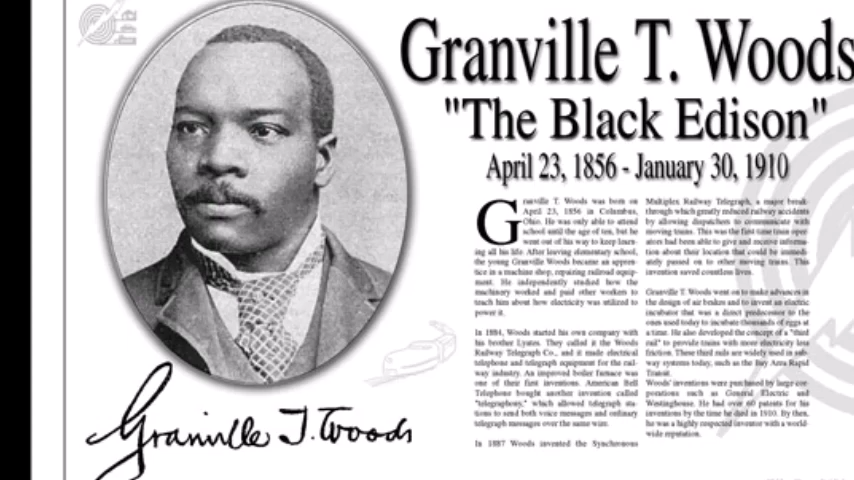 Granville T. Woods
"The Black Edison"
April 23, 1856 - January 30, 1910
Granville T. Woods was born on
April 23, 1856 in Columbus,
Ohio. He was only able to attend
school until the age of ten, but he
went out of his way to keep learn-
ing all his life. After leaving elementary school,
the young Granville Woods became an appren-
tice in a machine shop, repairing railroad equip-
ment. He independently studied how the
machinery worked and paid other workers to
teach him about how electricity was utilized to
power it.
In 1884, Woods started his own company with
his brother Lyates. They called it the Woods
Railway Telegraph Co., and it made electrical
telephone and telegraph equipment for the rail-
way industry. An improved boiler furnace was
one of their first inventions. American Bell
Telephone bought another invention called
"telegraphony," which allowed telegraph sta-
tions to send both voice messages and ordinary
telegraph messages over the same wire.
In 1887 Woods invented the Synchronous
Multiplex Railway Telegraph, a major break-
through which greatly reduced railway accidents
by allowing dispatchers to communicate with
moving trains. This was the first time train oper-
ators had been able to give and receive informa-
tion about their location that could be immedi-
ately passed on to other moving trains. This
invention saved countless lives.
Granville T. Woods went on to make advances in
the design of air brakes and to invent an electric
incubator that was a direct predecessor to the
ones used today to incubate thousands of eggs at
a time. He also developed the concept of a "third
rail" to provide trains with more electricity less
friction. These third rails are widely used in sub-
way systems today, such as the Bay Area Rapid
Transit.
Woods' inventions were purchased by large cor-
porations such as General Electric and
Westinghouse. He had over 60 patents for his
inventions by the time he died in 1910. By then,
he was a highly respected inventor with a world-
wide reputation.
Granville T. Woods